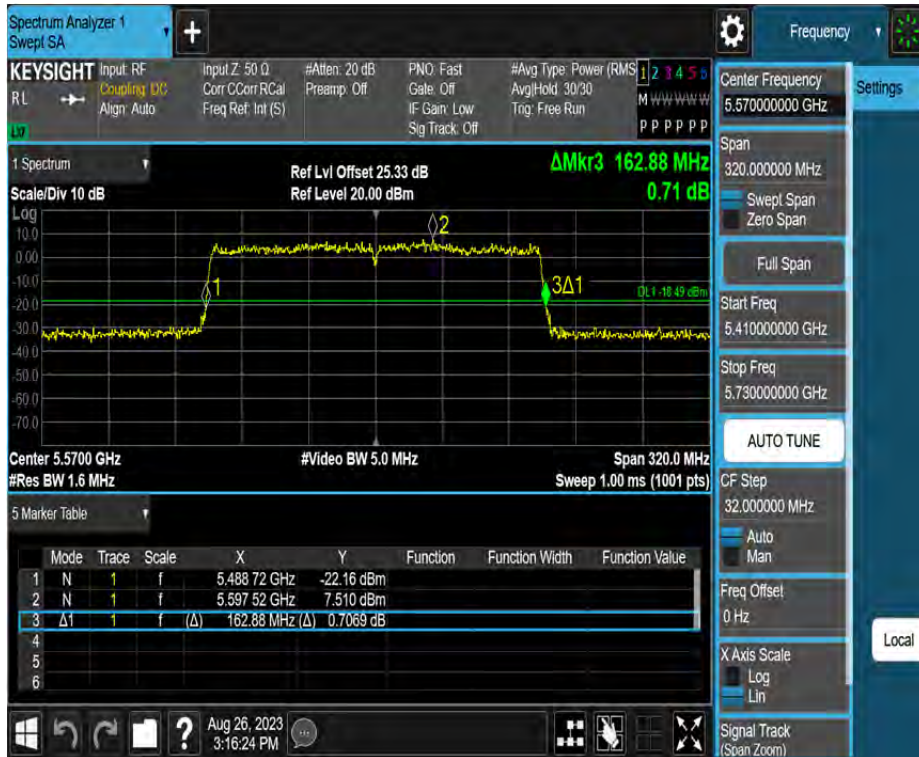 Spectrum Analyzer 1
Swept SA
Frequency
KEYSIGHT
Input: RF
Input Z: 50 Ω
#Atten: 20 dB
PNO: Fast
#Avg Type: Power (RMS
1 2 3 4 5 6
RL
Coupling: DC
Corr CCorr RCal
Preamp: Off
Gate: Off
Avg|Hold: 30/30
M W W W W W
Align: Auto
Freq Ref: Int (S)
IF Gain: Low
Trig: Free Run
Sig Track: Off
P P P P P P
1 Spectrum
Ref Lvl Offset 25.33 dB
ΔMkr3 162.88 MHz
Scale/Div 10 dB
Ref Level 20.00 dBm
0.71 dB
Log
10.0
0.00
-10.0
-20.0
-30.0
-40.0
-50.0
-60.0
-70.0
1
2
3Δ1
DL1 -18.49 dBm
Center 5.5700 GHz
#Video BW 5.0 MHz
Span 320.0 MHz
#Res BW 1.6 MHz
Sweep 1.00 ms (1001 pts)
5 Marker Table
Mode Trace Scale X Y Function Function Width Function Value
1 N 1 f 5.488 72 GHz -22.16 dBm
2 N 1 f 5.597 52 GHz 7.510 dBm
3 Δ1 1 f (Δ) 162.88 MHz (Δ) 0.7069 dB
4
5
6
?
Aug 26, 2023
3:16:24 PM
Center Frequency
5.570000000 GHz
Settings
Span
320.000000 MHz
Swept Span
Zero Span
Full Span
Start Freq
5.410000000 GHz
Stop Freq
5.730000000 GHz
AUTO TUNE
CF Step
32.000000 MHz
Auto
Man
Freq Offset
0 Hz
Local
X Axis Scale
Log
Lin
Signal Track
(Span Zoom)